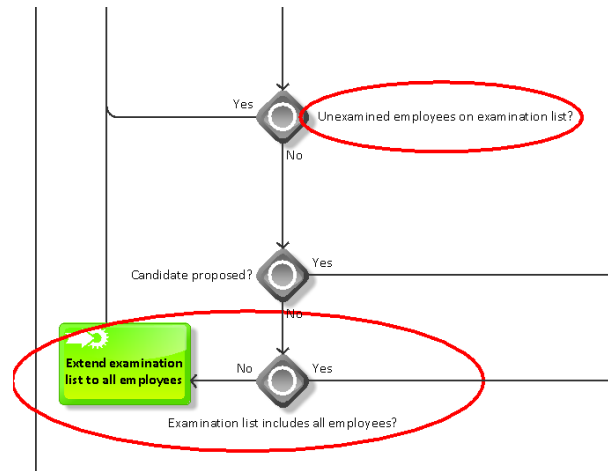 Yes
Unexamined employees on examination list?
No
Yes
Candidate proposed?
No
Extend examination
list to all employees
No
Yes
Examination list includes all employees?